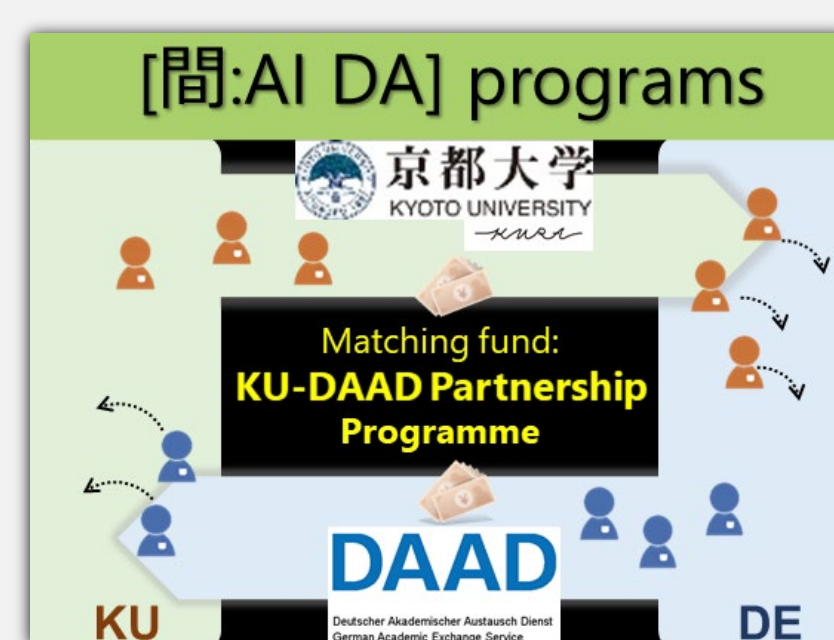 [間:AI DA] programs
京都大学
KYOTO UNIVERSITY
KURA
Matching fund:
KU-DAAD Partnership
Programme
DAAD
Deutscher Akademischer Austausch Dienst
German Academic Exchange Service
KU
DE